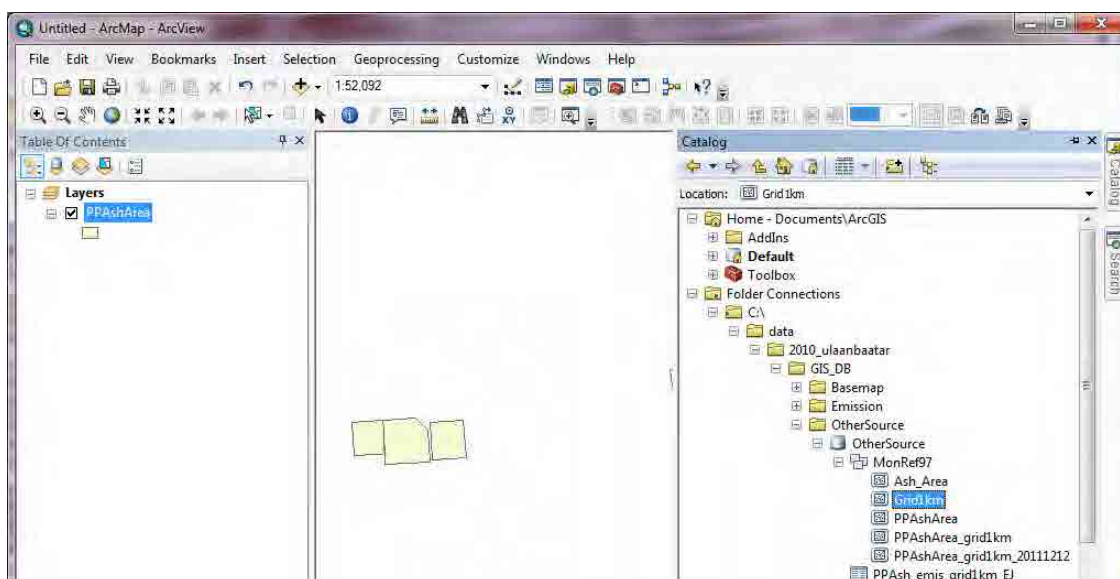 Untitled - ArcMap - ArcView
File Edit View Bookmarks Insert Selection Geoprocessing Customize Windows Help
1:52,092
Table Of Contents
Layers
PPAshArea
Catalog
Location: Grid1km
Home - Documents\ArcGIS
AddIns
Default
Toolbox
Folder Connections
C:\
data
2010_ulaanbaatar
GIS_DB
Basemap
Emission
OtherSource
OtherSource
MonRef97
Ash_Area
Grid1km
PPAshArea
PPAshArea_grid1km
PPAshArea_grid1km_20111212
PPAsh_emis_grid1km_EJ
Catalog
Search